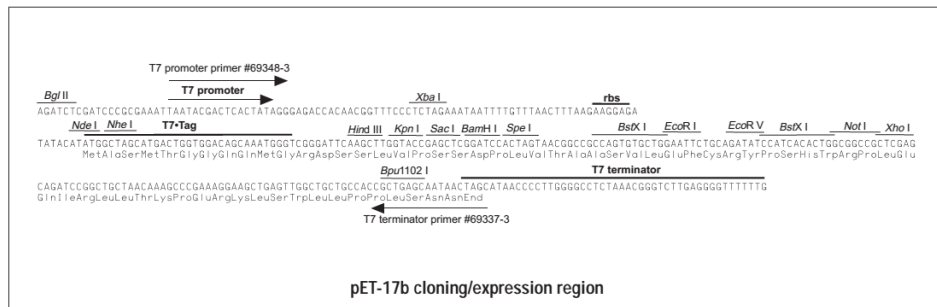 T7 promoter primer #69348-3
Bgl II T7 promoter Xba I rbs
AGATCTCGATCCCGCGAAATTAATACGACTCACTATAGGGAGACCACAACGGTTTCCCTCTAGAAATAATTTTGTTTAACTTTAAGAAGGAGA
Nde I Nhe I T7•Tag Hind III Kpn I Sac I BamH I Spe I BstX I EcoR I EcoR V BstX I Not I Xho I
TATACATATGGCTAGCATGACTGGTGGACAGCAAATGGGTCGGGATTCAAGCTTGGTACCGAGCTCGGATCCACTAGTAACGGCCGCCAGTGTGCTGGAATTCTGCAGATATCCATCACACTGGCGGCCGCTCGAG
MetAlaSerMetThrGlyGlyGlnGlnMetGlyArgAspSerSerLeuValProSerSerAspProLeuValThrAlaAlaSerValLeuGluPheCysArgTyrProSerHisTrpArgProLeuGlu
Bpu1102 I T7 terminator
CAGATCCGGCTGCTAACAAAGCCCGAAAGGAAGCTGAGTTGGCTGCTGCCACCGCTGAGCAATAACTAGCATAACCCCTTGGGGCCTCTAAACGGGTCTTGAGGGGTTTTTTG
GlnIleArgLeuLeuThrLysProGluArgLysLeuSerTrpLeuLeuProProLeuSerAsnAsnEnd
T7 terminator primer #69337-3
pET-17b cloning/expression region